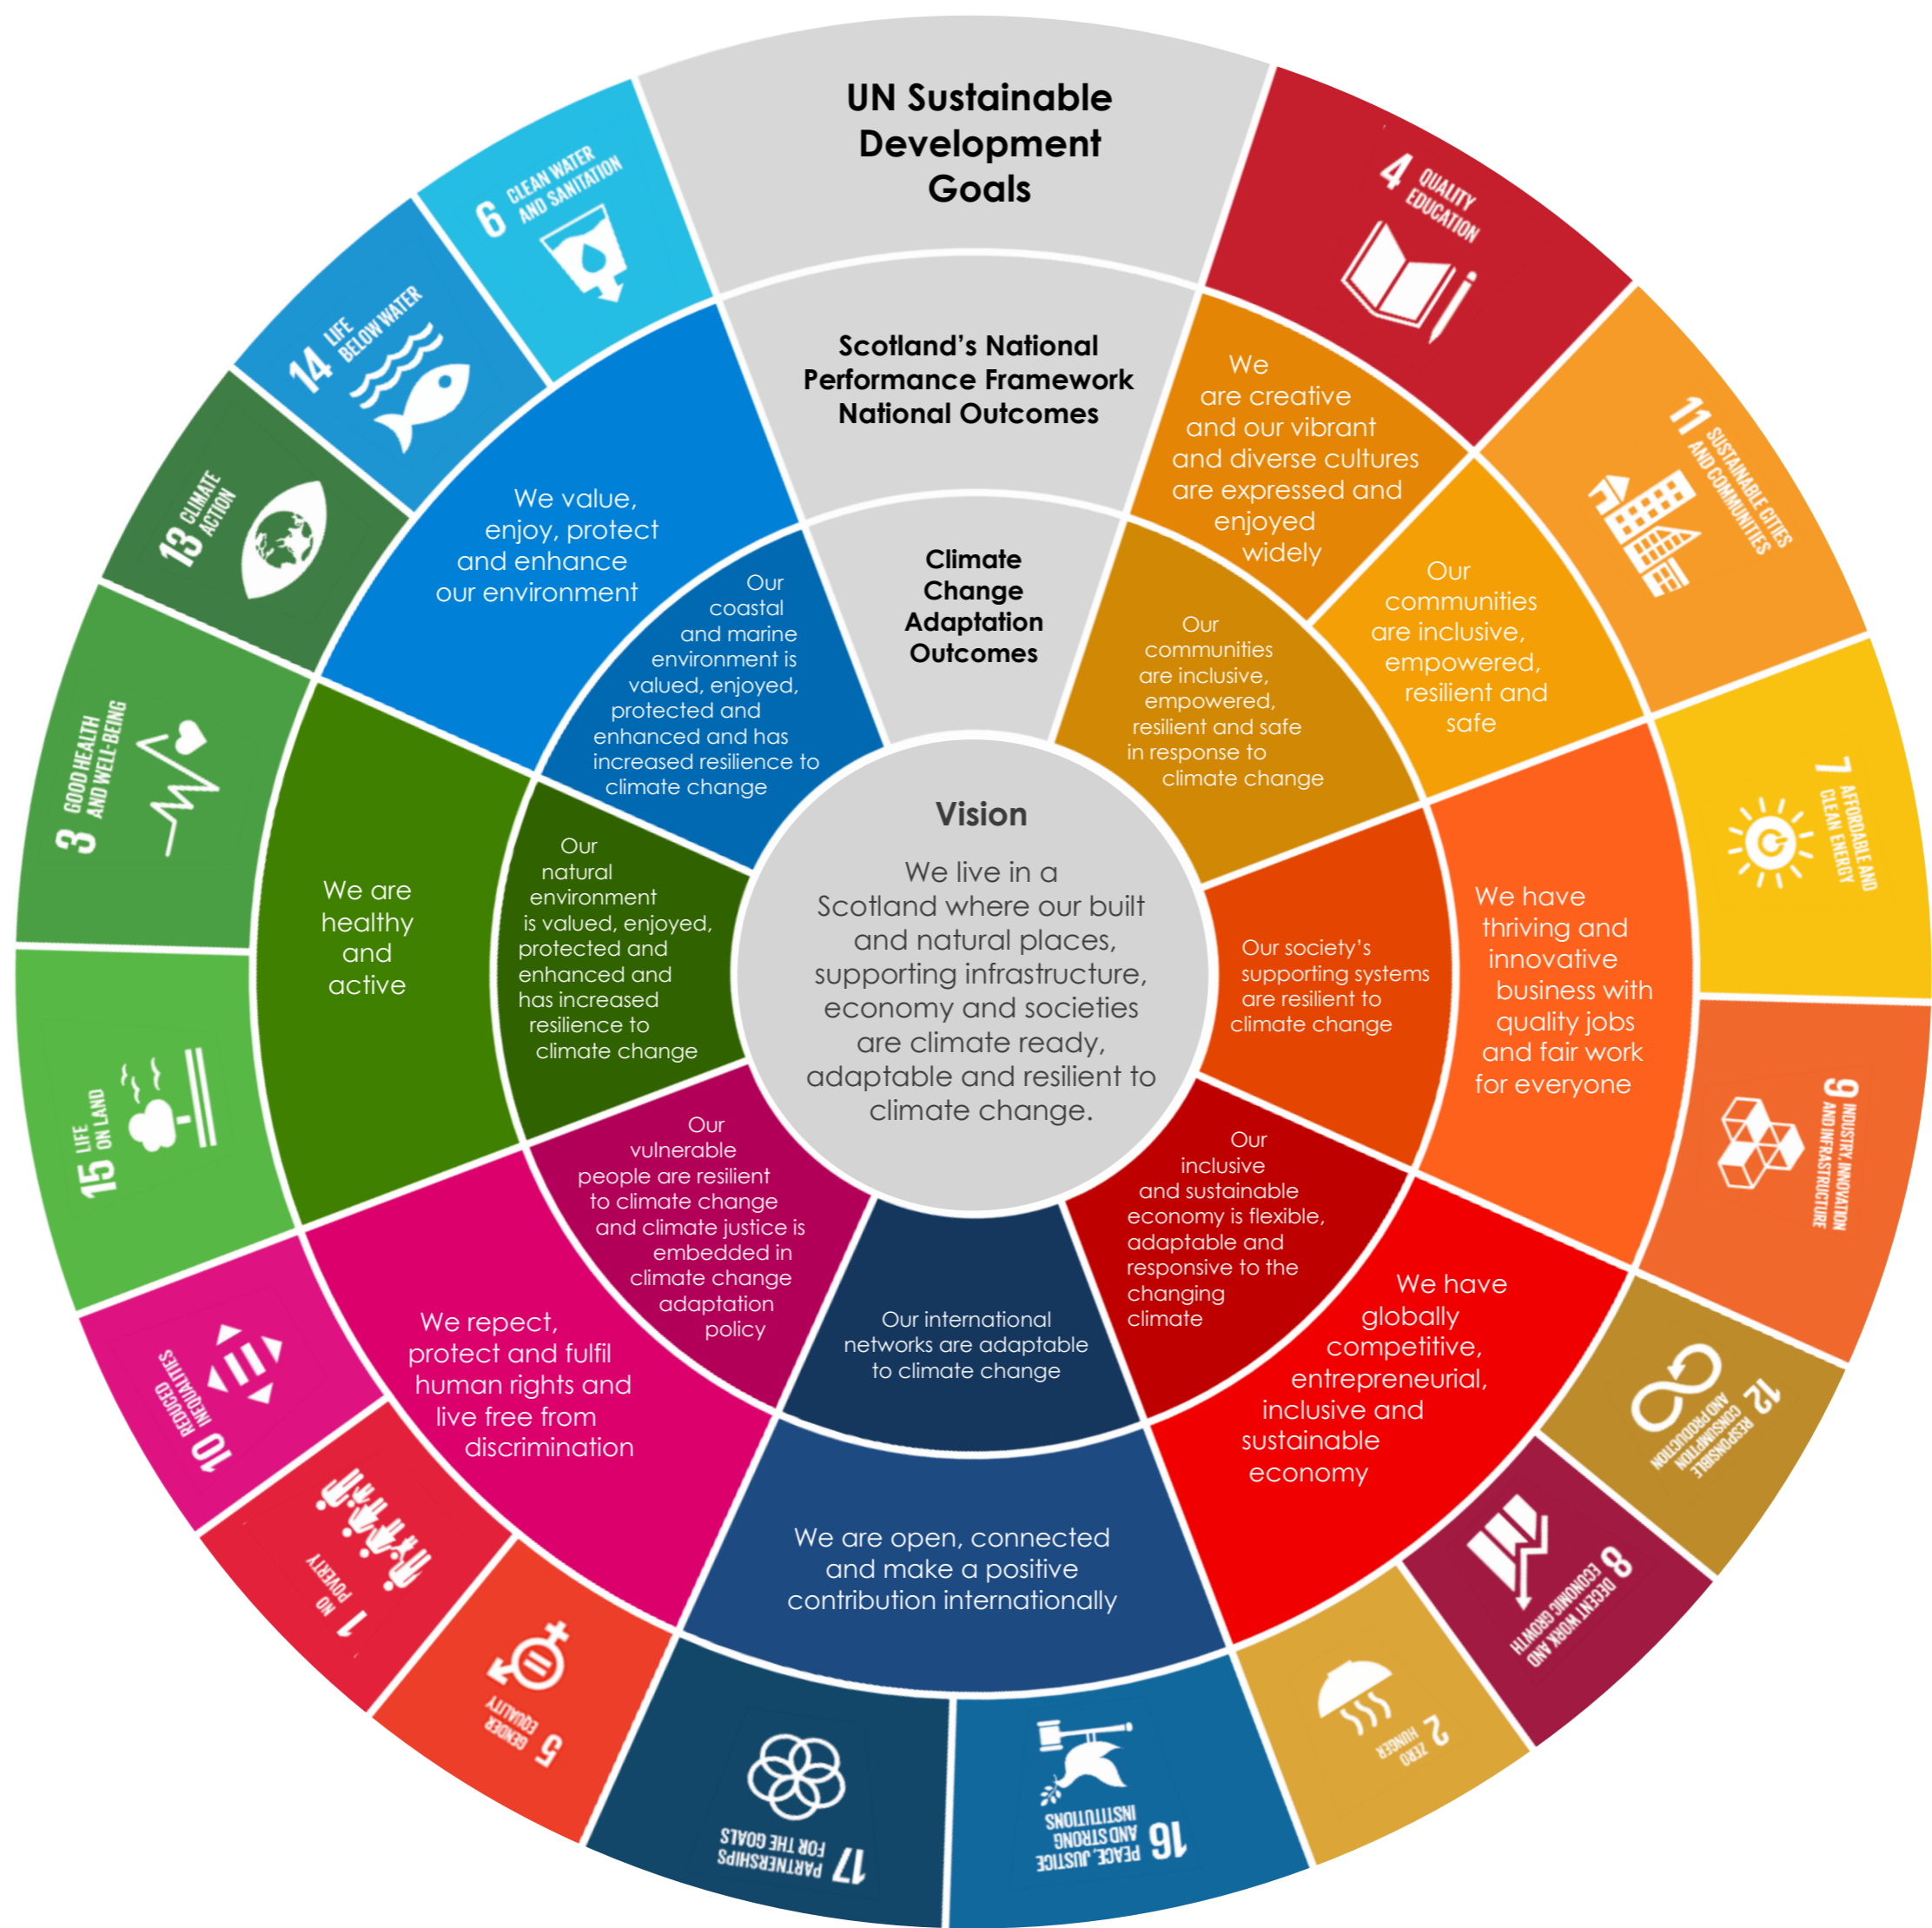 UN Sustainable
Development
Goals
Scotland's National
Performance Framework
National Outcomes
Climate
Change
Adaptation
Outcomes
Vision
We live in a
Scotland where our built
and natural places,
supporting infrastructure,
economy and societies
are climate ready,
adaptable and resilient to
climate change.
4 QUALITY
EDUCATION
11 SUSTAINABLE CITIES
AND COMMUNITIES
7 AFFORDABLE AND
CLEAN ENERGY
9 INDUSTRY, INNOVATION
AND INFRASTRUCTURE
12 RESPONSIBLE
CONSUMPTION
AND PRODUCTION
8 DECENT WORK AND
ECONOMIC GROWTH
2 ZERO
HUNGER
16 PEACE, JUSTICE
AND STRONG
INSTITUTIONS
17 PARTNERSHIPS
FOR THE GOALS
5 GENDER
EQUALITY
1 NO
POVERTY
10 REDUCED
INEQUALITIES
15 LIFE
ON LAND
3 GOOD HEALTH
AND WELL-BEING
13 CLIMATE
ACTION
14 LIFE
BELOW WATER
6 CLEAN WATER
AND SANITATION
We
are creative
and our vibrant
and diverse cultures
are expressed and
enjoyed
widely
Our
communities
are inclusive,
empowered,
resilient and
safe
We have
thriving and
innovative
business with
quality jobs
and fair work
for everyone
We have
globally
competitive,
entrepreneurial,
inclusive and
sustainable
economy
We are open, connected
and make a positive
contribution internationally
We repect,
protect and fulfil
human rights and
live free from
discrimination
We are
healthy
and
active
We value,
enjoy, protect
and enhance
our environment
Our
communities
are inclusive,
empowered,
resilient and safe
in response to
climate change
Our society's
supporting systems
are resilient to
climate change
Our
inclusive
and sustainable
economy is flexible,
adaptable and
responsive to the
changing
climate
Our international
networks are adaptable
to climate change
Our
vulnerable
people are resilient
to climate change
and climate justice is
embedded in
climate change
adaptation
policy
Our
natural
environment
is valued, enjoyed,
protected and
enhanced and
has increased
resilience to
climate change
Our
coastal
and marine
environment is
valued, enjoyed,
protected and
enhanced and has
increased resilience to
climate change